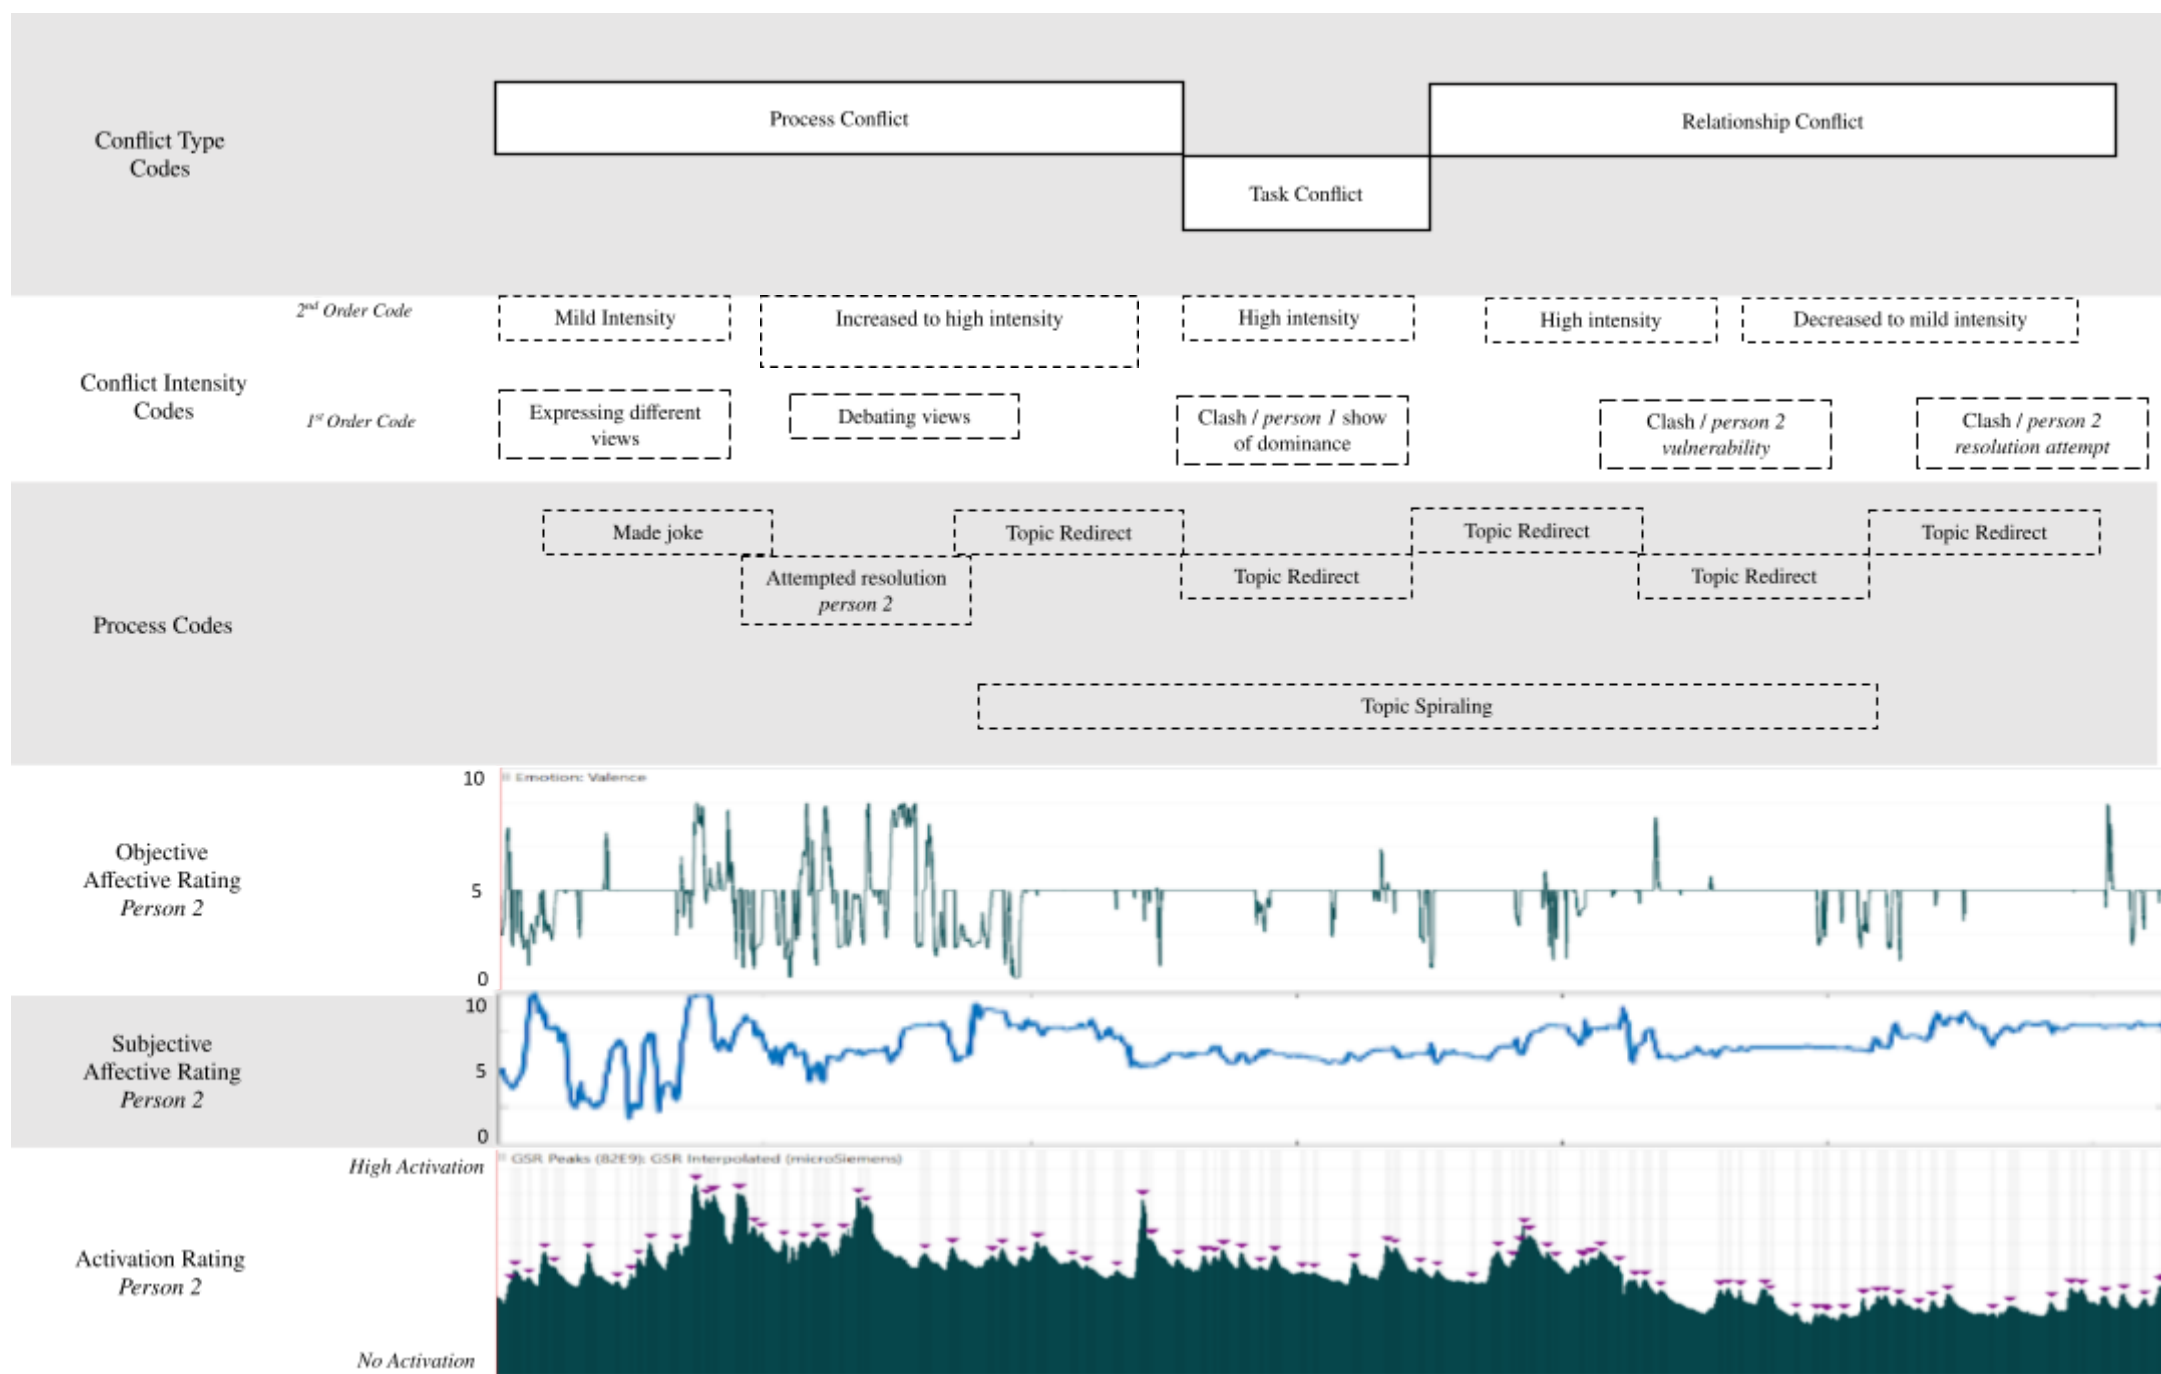 Conflict Type
Codes
Process Conflict
Relationship Conflict
Task Conflict
2nd Order Code
Mild Intensity
Increased to high intensity
High intensity
High intensity
Decreased to mild intensity
Conflict Intensity
Codes
1st Order Code
Expressing different
views
Debating views
Clash / person 1 show
of dominance
Clash / person 2
vulnerability
Clash / person 2
resolution attempt
Process Codes
Made joke
Topic Redirect
Topic Redirect
Topic Redirect
Attempted resolution
person 2
Topic Redirect
Topic Redirect
Topic Spiraling
Objective
Affective Rating
Person 2
10
5
0
Emotion: Valence
Subjective
Affective Rating
Person 2
10
5
0
Activation Rating
Person 2
High Activation
No Activation
GSR Peaks (82E9): GSR Interpolated (microSiemens)